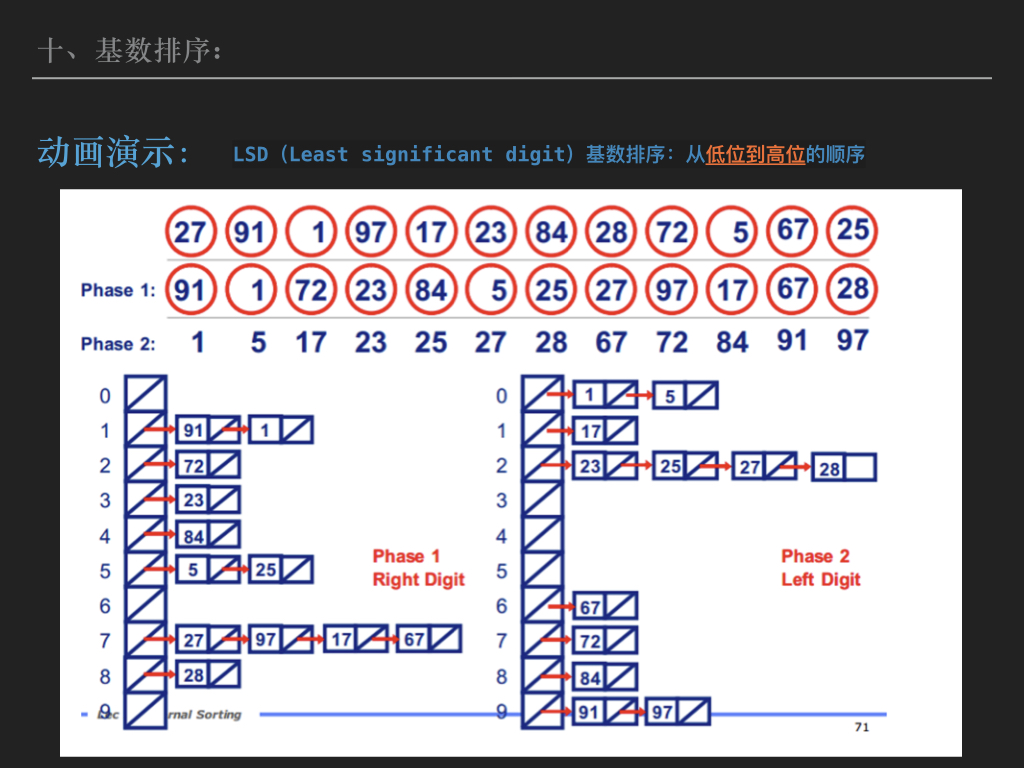 十、基数排序：
动画演示： LSD（Least significant digit）基数排序：从低位到高位的顺序
27 91 1 97 17 23 84 28 72 5 67 25
Phase 1: 91 1 72 23 84 5 25 27 97 17 67 28
Phase 2: 1 5 17 23 25 27 28 67 72 84 91 97
0
1 91 1
2 72
3 23
4 84
5 5 25
6
7 27 97 17 67
8 28
9
Phase 1
Right Digit
0 1 5
1 17
2 23 25 27 28
3
4
5
6 67
7 72
8 84
9 91 97
Phase 2
Left Digit
rnal Sorting
71